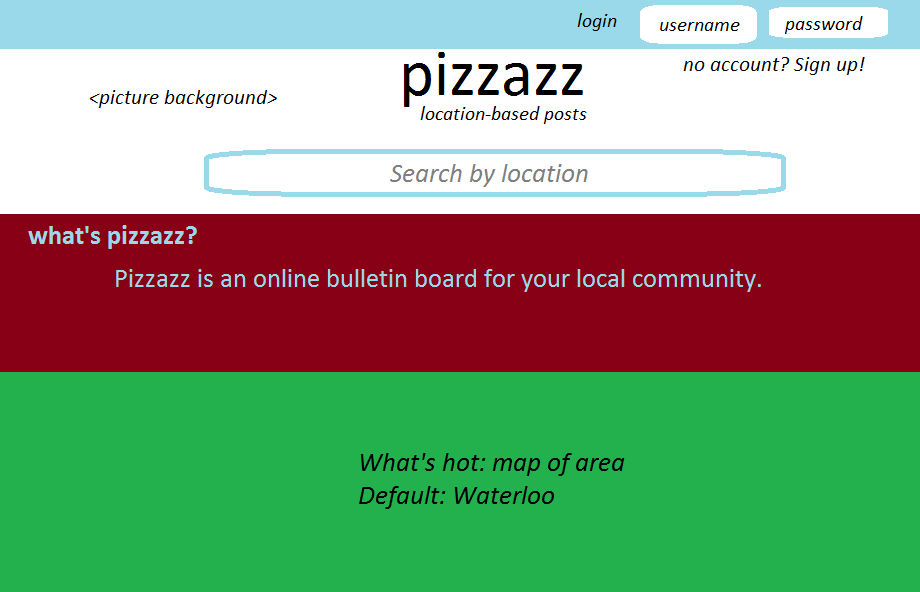 login username password
no account? Sign up!
<picture background>
pizzazz
location-based posts
Search by location
what's pizzazz?
Pizzazz is an online bulletin board for your local community.
What's hot: map of area
Default: Waterloo